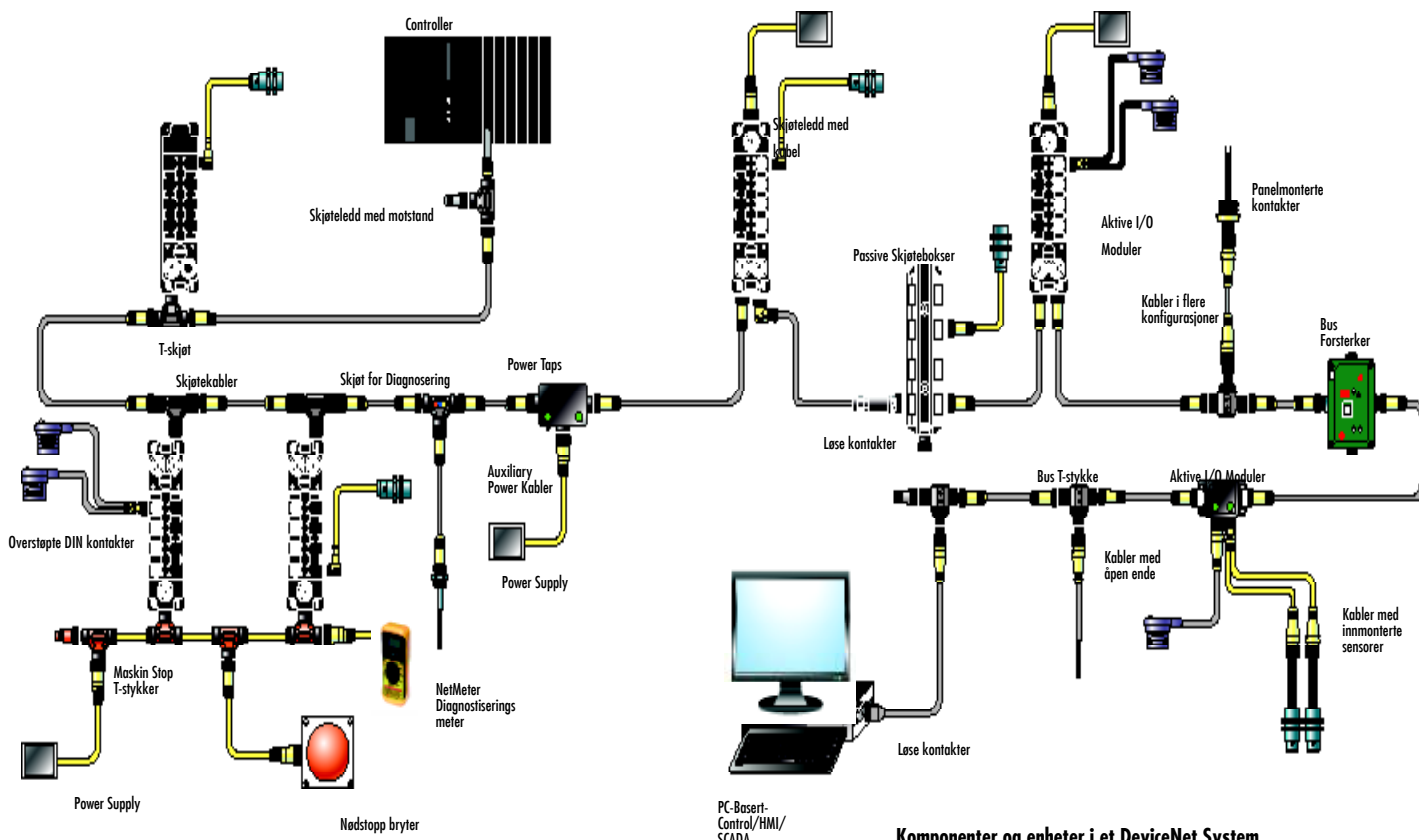 Controller
Skjøteledd med
kabel
Skjøteledd med motstand
Panelmonterte
kontakter
Aktive I/O
Moduler
Passive Skjøtebokser
Kabler i flere
konfigurasjoner
Bus
Forsterker
T-skjøt
Skjøtekabler
Skjøt for Diagnosering
Power Taps
Løse kontakter
Auxiliary
Power Kabler
Bus T-stykke
Aktive I/O Moduler
Overstøpte DIN kontakter
Power Supply
Kabler med
åpen ende
Kabler med
innmonterte
sensorer
Maskin Stop
T-stykker
NetMeter
Diagnostiserings
meter
Løse kontakter
Power Supply
Nødstopp bryter
PC-Basert-
Control/HMI/
SCADA
Komponenter og enheter i et DeviceNet System